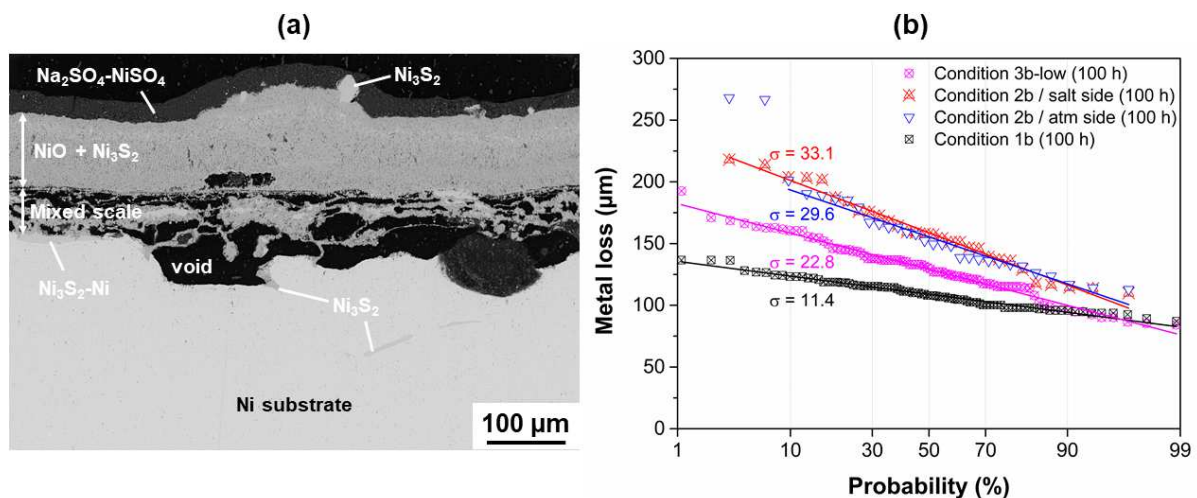 (a)
Na₂SO₄-NiSO₄
Ni₃S₂
NiO + Ni₃S₂
Mixed scale
void
Ni₃S₂-Ni
Ni₃S₂
Ni substrate
100 µm
(b)
300
250
200
150
100
50
0
Metal loss (µm)
Condition 3b-low (100 h)
Condition 2b / salt side (100 h)
Condition 2b / atm side (100 h)
Condition 1b (100 h)
σ = 33.1
σ = 29.6
σ = 22.8
σ = 11.4
1
10
30
50
70
90
99
Probability (%)